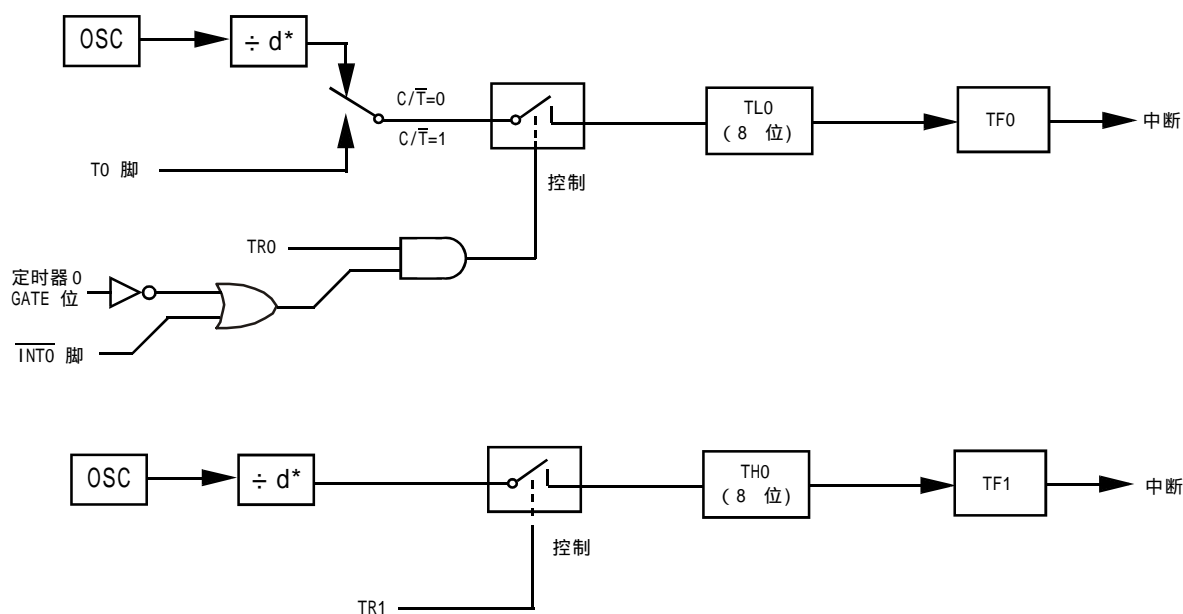 OSC
÷ d*
C/T̅=0
C/T̅=1
TL0
( 8 位)
TF0
中断
T0 脚
控制
TR0
定时器 0
GATE 位
I̅N̅T̅0̅ 脚
OSC
÷ d*
TH0
( 8 位)
TF1
中断
控制
TR1